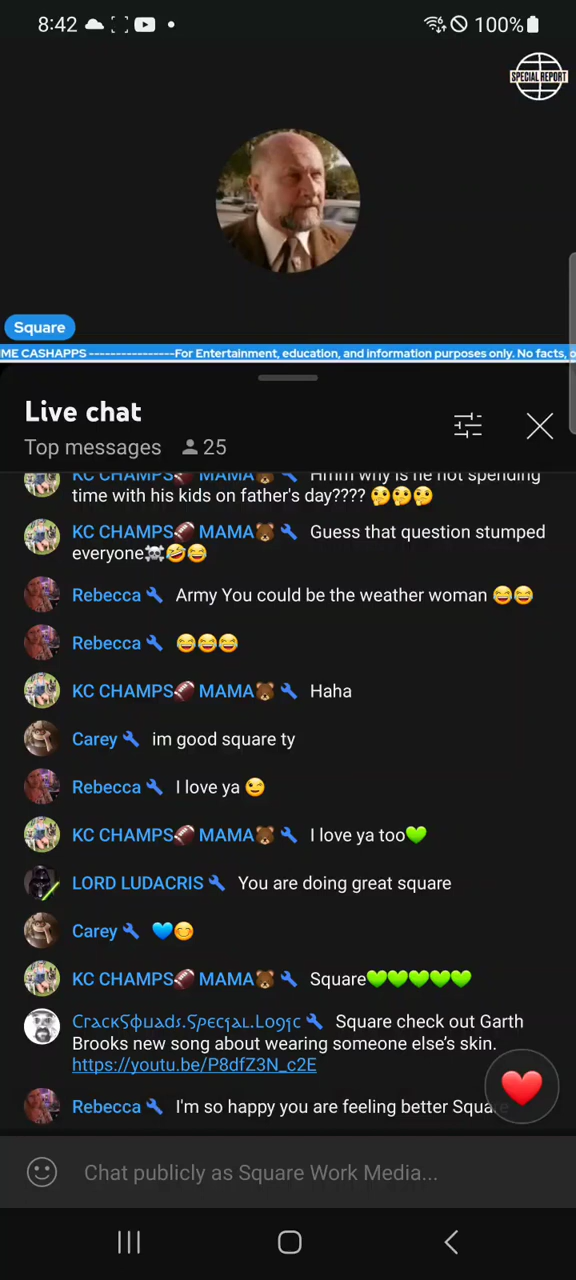 8:42
100%
SPECIAL REPORT
Square
ME CASHAPPS ----------------For Entertainment, education, and information purposes only. No facts, o
Live chat
Top messages 25
KC CHAMPS🏈 MAMA🐻 Hmm why is he not spending
time with his kids on father's day???? 🤔🤔🤔
KC CHAMPS🏈 MAMA🐻 Guess that question stumped
everyone☠️🤣😂
Rebecca Army You could be the weather woman 😂😂
Rebecca 😂😂😂
KC CHAMPS🏈 MAMA🐻 Haha
Carey im good square ty
Rebecca I love ya 😉
KC CHAMPS🏈 MAMA🐻 I love ya too💚
LORD LUDACRIS You are doing great square
Carey 💙😊
KC CHAMPS🏈 MAMA🐻 Square💚💚💚💚💚
Square check out Garth
Brooks new song about wearing someone else's skin.
https://youtu.be/P8dfZ3N_c2E
Rebecca I'm so happy you are feeling better Square
Chat publicly as Square Work Media...